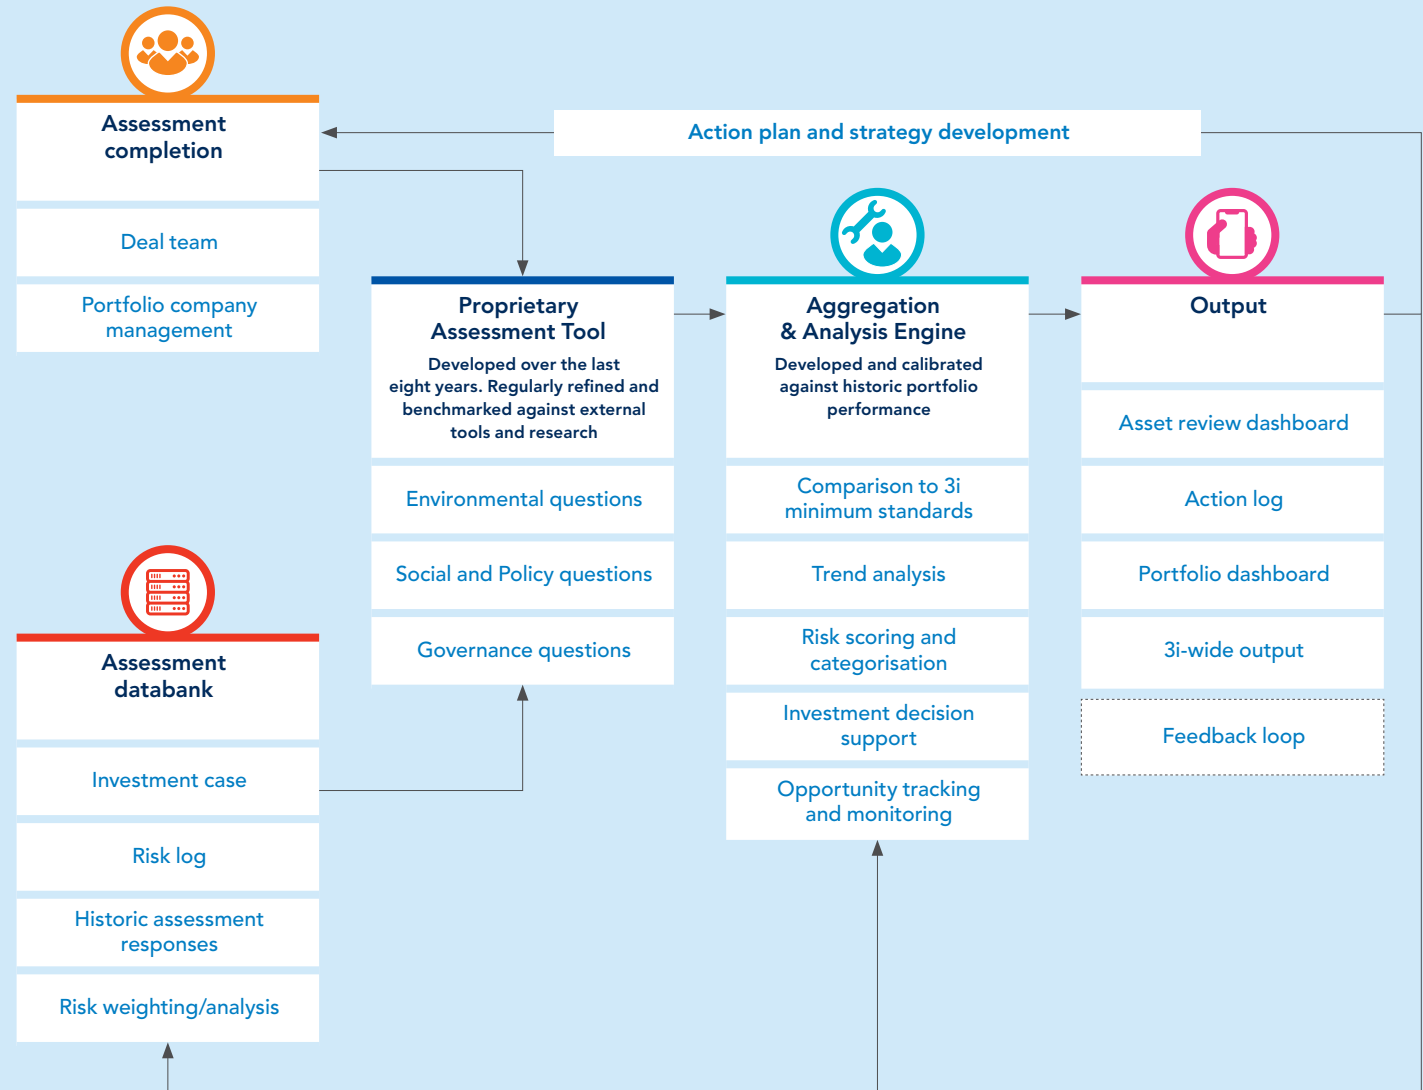 Assessment
completion
Deal team
Portfolio company
management
Action plan and strategy development
Proprietary
Assessment Tool
Developed over the last
eight years. Regularly refined and
benchmarked against external
tools and research
Environmental questions
Social and Policy questions
Governance questions
Aggregation
& Analysis Engine
Developed and calibrated
against historic portfolio
performance
Comparison to 3i
minimum standards
Trend analysis
Risk scoring and
categorisation
Investment decision
support
Opportunity tracking
and monitoring
Output
Asset review dashboard
Action log
Portfolio dashboard
3i-wide output
Feedback loop
Assessment
databank
Investment case
Risk log
Historic assessment
responses
Risk weighting/analysis